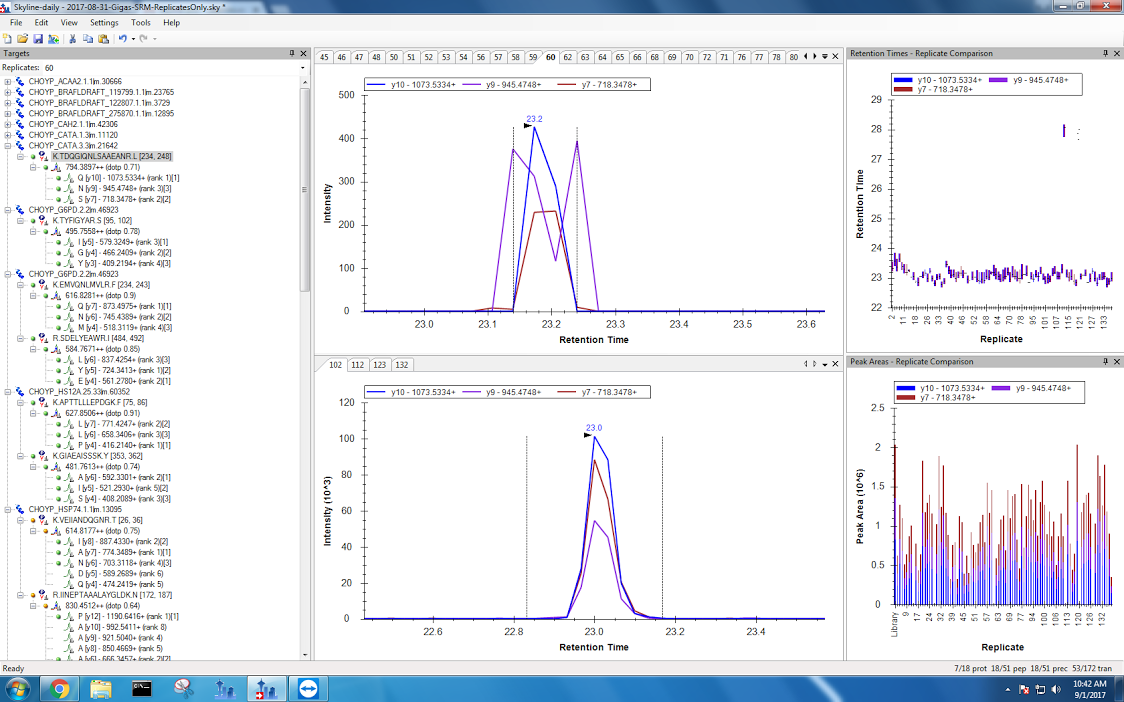 Skyline-daily - 2017-08-31-Gigas-SRM-ReplicatesOnly.sky *
File Edit View Settings Tools Help
Targets
Replicates: 60
CHOYP_ACAA2.1.1|m.30666
CHOYP_BRAFLDRAFT_119799.1.1|m.23765
CHOYP_BRAFLDRAFT_122807.1.1|m.3729
CHOYP_BRAFLDRAFT_275870.1.1|m.12895
CHOYP_CAH2.1.1|m.42306
CHOYP_CATA.1.3|m.11120
CHOYP_CATA.3.3|m.21642
K.TDQGIQNLSAAEANR.L [234, 248]
794.3897++ (dotp 0.71)
Q [y10] - 1073.5334+ (rank 1)[1]
N [y9] - 945.4748+ (rank 3)[3]
S [y7] - 718.3478+ (rank 2)[2]
CHOYP_G6PD.2.2|m.46923
K.TYFIGYAR.S [95, 102]
495.7558++ (dotp 0.78)
I [y5] - 579.3249+ (rank 3)[1]
G [y4] - 466.2409+ (rank 2)[2]
Y [y3] - 409.2194+ (rank 4)[3]
CHOYP_G6PD.2.2|m.46923
K.EMVQNLMVLR.F [234, 243]
616.8281++ (dotp 0.9)
Q [y7] - 873.4975+ (rank 1)[1]
N [y6] - 745.4389+ (rank 2)[2]
M [y4] - 518.3119+ (rank 4)[3]
R.SDELYEAWR.I [484, 492]
584.7671++ (dotp 0.85)
L [y6] - 837.4254+ (rank 3)[3]
Y [y5] - 724.3413+ (rank 1)[2]
E [y4] - 561.2780+ (rank 2)[1]
CHOYP_HS12A.25.33|m.60352
K.APTTLLLEPDGK.F [75, 86]
627.8506++ (dotp 0.91)
L [y7] - 771.4247+ (rank 2)[2]
L [y6] - 658.3406+ (rank 3)[3]
P [y4] - 416.2140+ (rank 1)[1]
K.GIAEAISSSK.Y [353, 362]
481.7613++ (dotp 0.74)
A [y6] - 592.3301+ (rank 2)[1]
I [y5] - 521.2930+ (rank 5)[2]
S [y4] - 408.2089+ (rank 3)[3]
CHOYP_HSP74.1.1|m.13095
K.VEIIANDQGNR.T [26, 36]
614.8177++ (dotp 0.75)
I [y8] - 887.4330+ (rank 2)[2]
A [y7] - 774.3489+ (rank 1)[1]
N [y6] - 703.3118+ (rank 4)[3]
D [y5] - 589.2689+ (rank 6)
Q [y4] - 474.2419+ (rank 5)
R.IINEPTAAALAYGLDK.N [172, 187]
830.4512++ (dotp 0.64)
P [y12] - 1190.6416+ (rank 1)[1]
A [y10] - 992.5411+ (rank 8)
A [y9] - 921.5040+ (rank 4)
A [y8] - 850.4669+ (rank 5)
A [y6] - 666.3457+ (rank 2)[2]
45 46 47 48 50 51 52 53 58 59 60 62 63 64 65 66 68 69 70 71 72 76 77 78 80
y10 - 1073.5334+ y9 - 945.4748+ y7 - 718.3478+
500
400
300
200
100
0
Intensity
23.2
23.0 23.1 23.2 23.3 23.4 23.5 23.6
Retention Time
102 112 123 132
y10 - 1073.5334+ y9 - 945.4748+ y7 - 718.3478+
120
100
80
60
40
20
0
Intensity (10^3)
23.0
22.6 22.8 23.0 23.2 23.4
Retention Time
Retention Times - Replicate Comparison
y10 - 1073.5334+ y9 - 945.4748+
y7 - 718.3478+
29
28
27
26
25
24
23
22
Retention Time
2 11 18 26 33 40 46 52 58 64 70 78 95 101 107 115 121 127 133
Replicate
Peak Areas - Replicate Comparison
y10 - 1073.5334+ y9 - 945.4748+
y7 - 718.3478+
2.5
2
1.5
1
0.5
0
Peak Area (10^6)
Library 9 17 24 32 39 45 51 57 63 69 77 94 100 106 113 120 126 132
Replicate
Ready
7/18 prot 18/51 pep 18/51 prec 53/172 tran
10:42 AM
9/1/2017